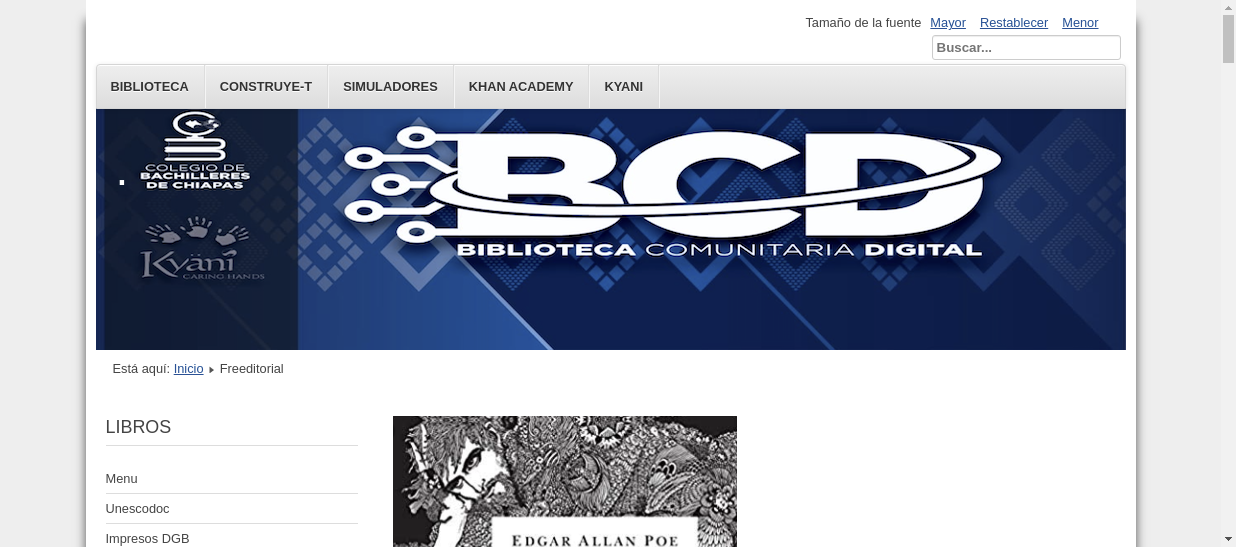 Tamaño de la fuente Mayor Restablecer Menor
Buscar...
BIBLIOTECA CONSTRUYE-T SIMULADORES KHAN ACADEMY KYANI
COLEGIO DE
BACHILLERES
DE CHIAPAS
Kyäni
CARING HANDS
BCD
BIBLIOTECA COMUNITARIA DIGITAL
Está aquí: Inicio Freeditorial
LIBROS
Menu
Unescodoc
Impresos DGB
EDGAR ALLAN POE